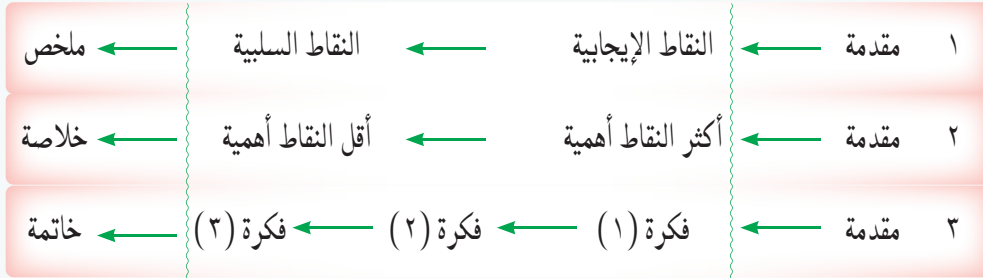 ١ مقدمة ← النقاط الإيجابية ← النقاط السلبية ← ملخص
٢ مقدمة ← أكثر النقاط أهمية ← أقل النقاط أهمية ← خلاصة
٣ مقدمة ← فكرة (١) ← فكرة (٢) ← فكرة (٣) ← خاتمة